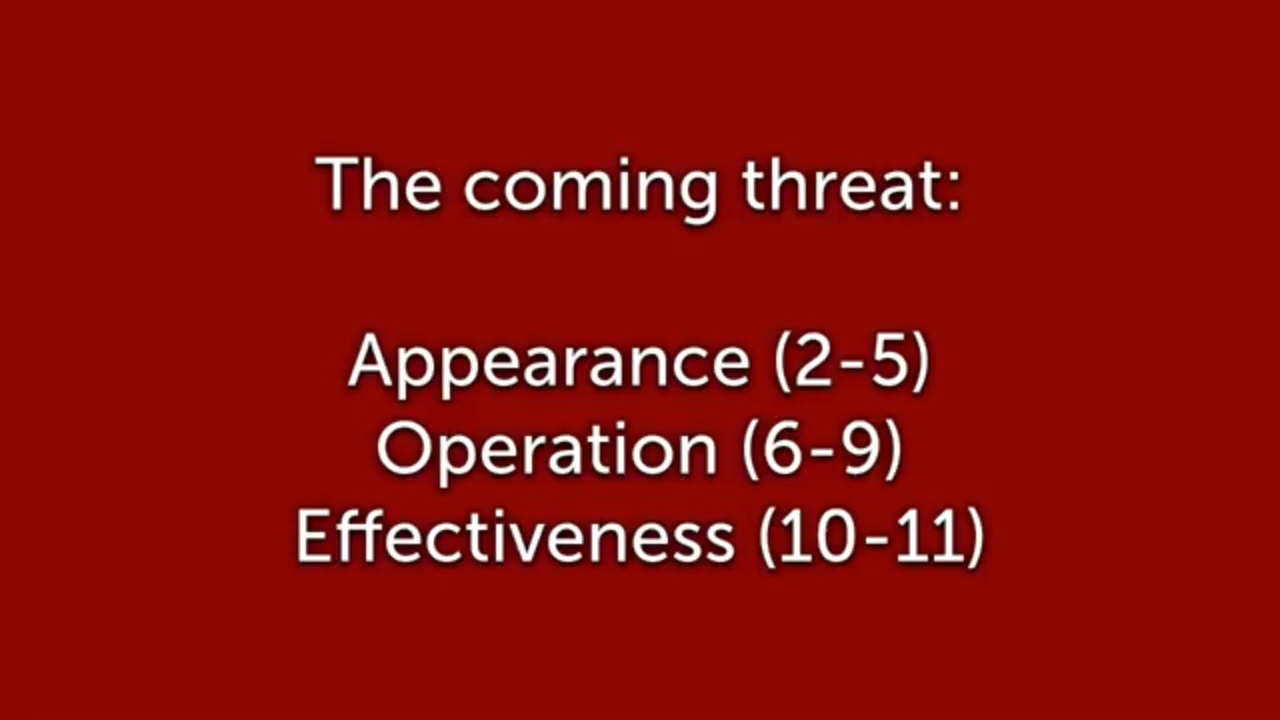 The coming threat:
Appearance (2-5)
Operation (6-9)
Effectiveness (10-11)